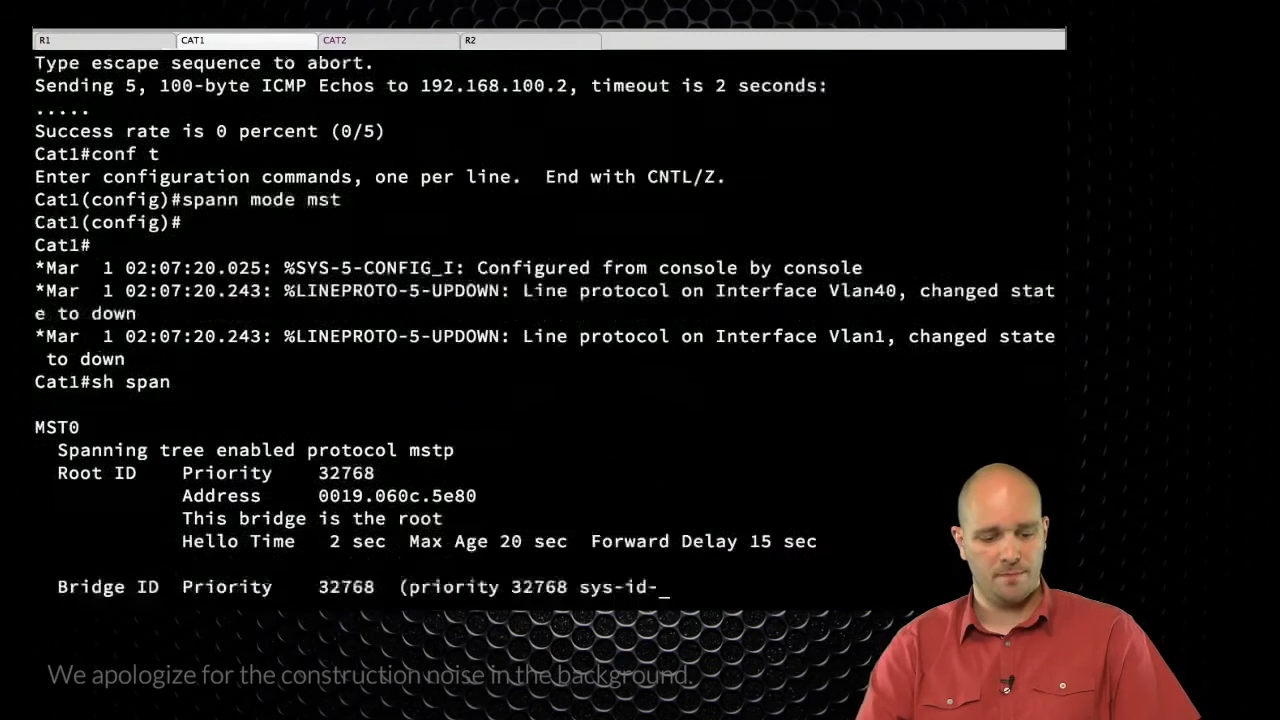 R1 CAT1 CAT2 R2
Type escape sequence to abort.
Sending 5, 100-byte ICMP Echos to 192.168.100.2, timeout is 2 seconds:
.....
Success rate is 0 percent (0/5)
Cat1#conf t
Enter configuration commands, one per line.  End with CNTL/Z.
Cat1(config)#spann mode mst
Cat1(config)#
Cat1#
*Mar  1 02:07:20.025: %SYS-5-CONFIG_I: Configured from console by console
*Mar  1 02:07:20.243: %LINEPROTO-5-UPDOWN: Line protocol on Interface Vlan40, changed stat
e to down
*Mar  1 02:07:20.243: %LINEPROTO-5-UPDOWN: Line protocol on Interface Vlan1, changed state
 to down
Cat1#sh span
MST0
  Spanning tree enabled protocol mstp
  Root ID    Priority    32768
             Address     0019.060c.5e80
             This bridge is the root
             Hello Time   2 sec  Max Age 20 sec  Forward Delay 15 sec
  Bridge ID  Priority    32768  (priority 32768 sys-id-_
We apologize for the construction noise in the background.